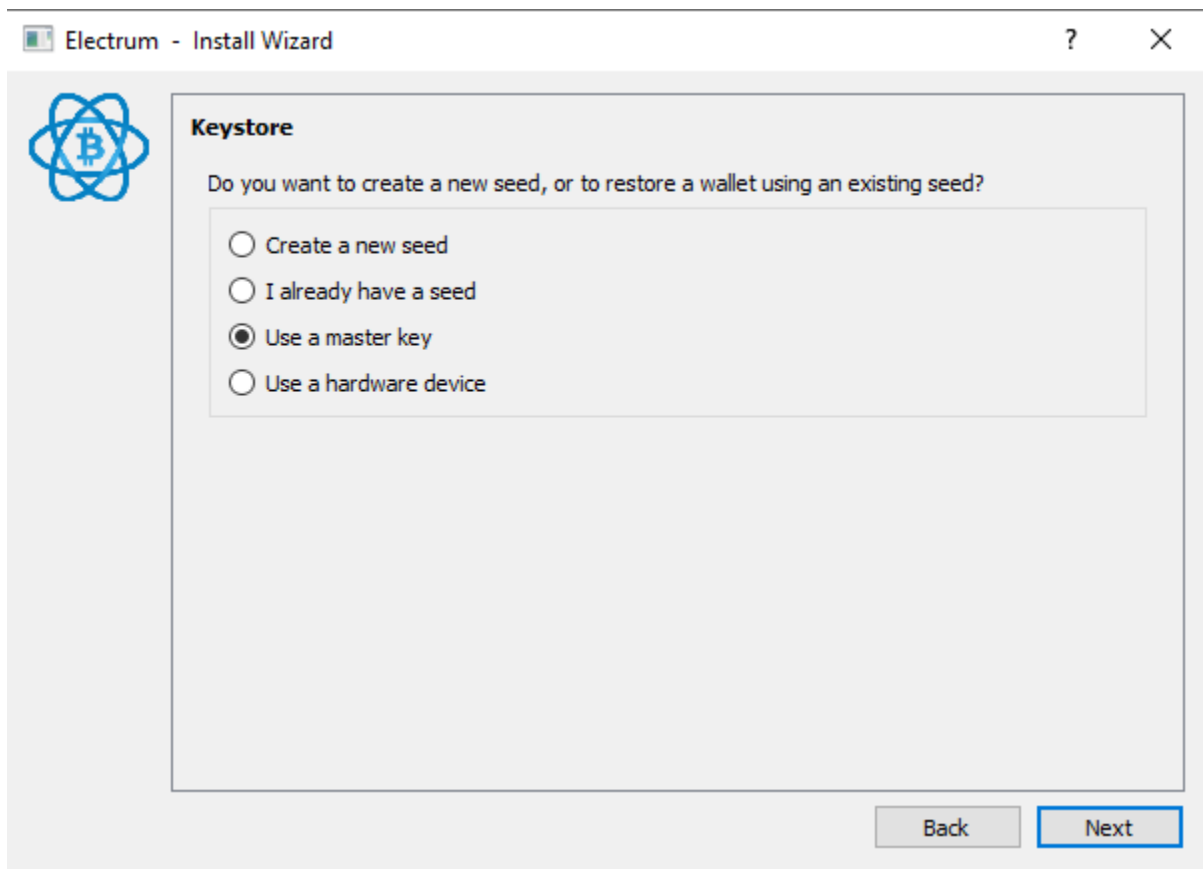 Electrum - Install Wizard
Keystore
Do you want to create a new seed, or to restore a wallet using an existing seed?
Create a new seed
I already have a seed
Use a master key
Use a hardware device
Back
Next